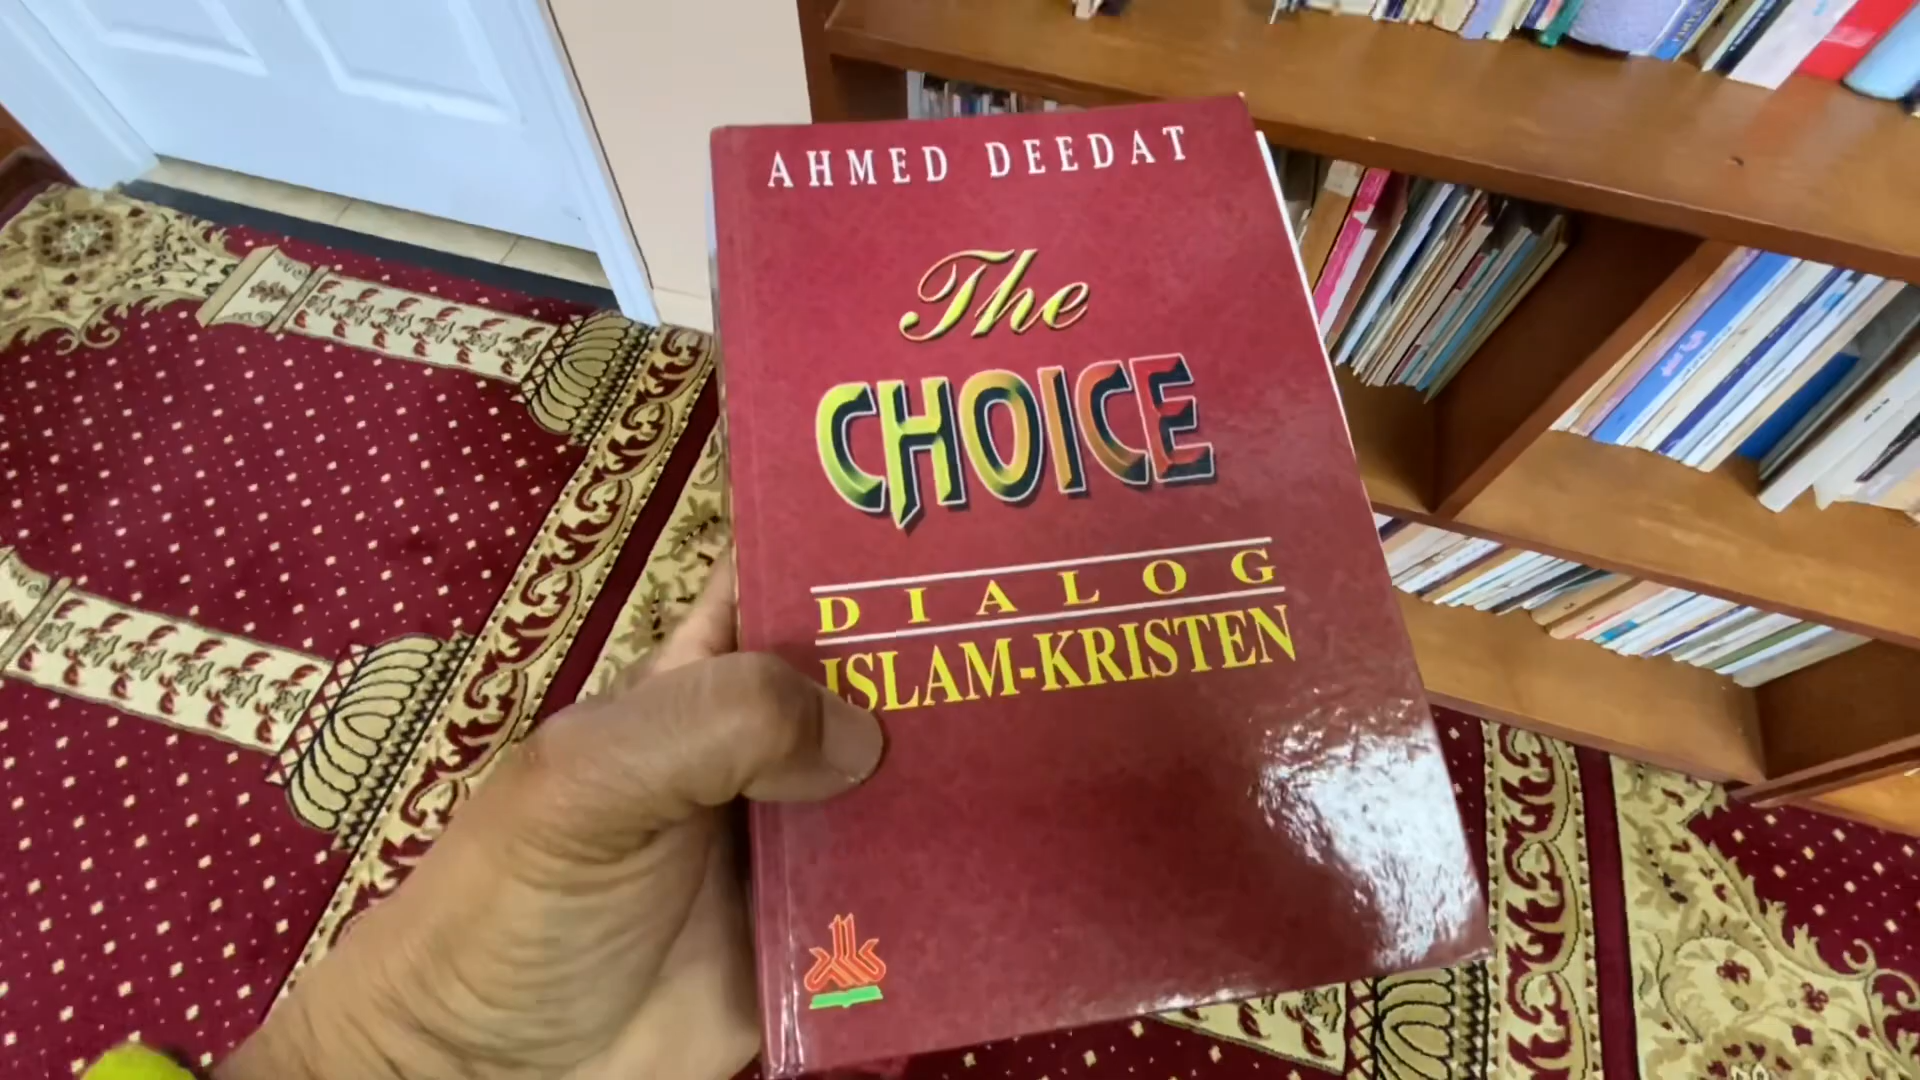 AHMED DEEDAT
The
CHOICE
DIALOG
ISLAM-KRISTEN